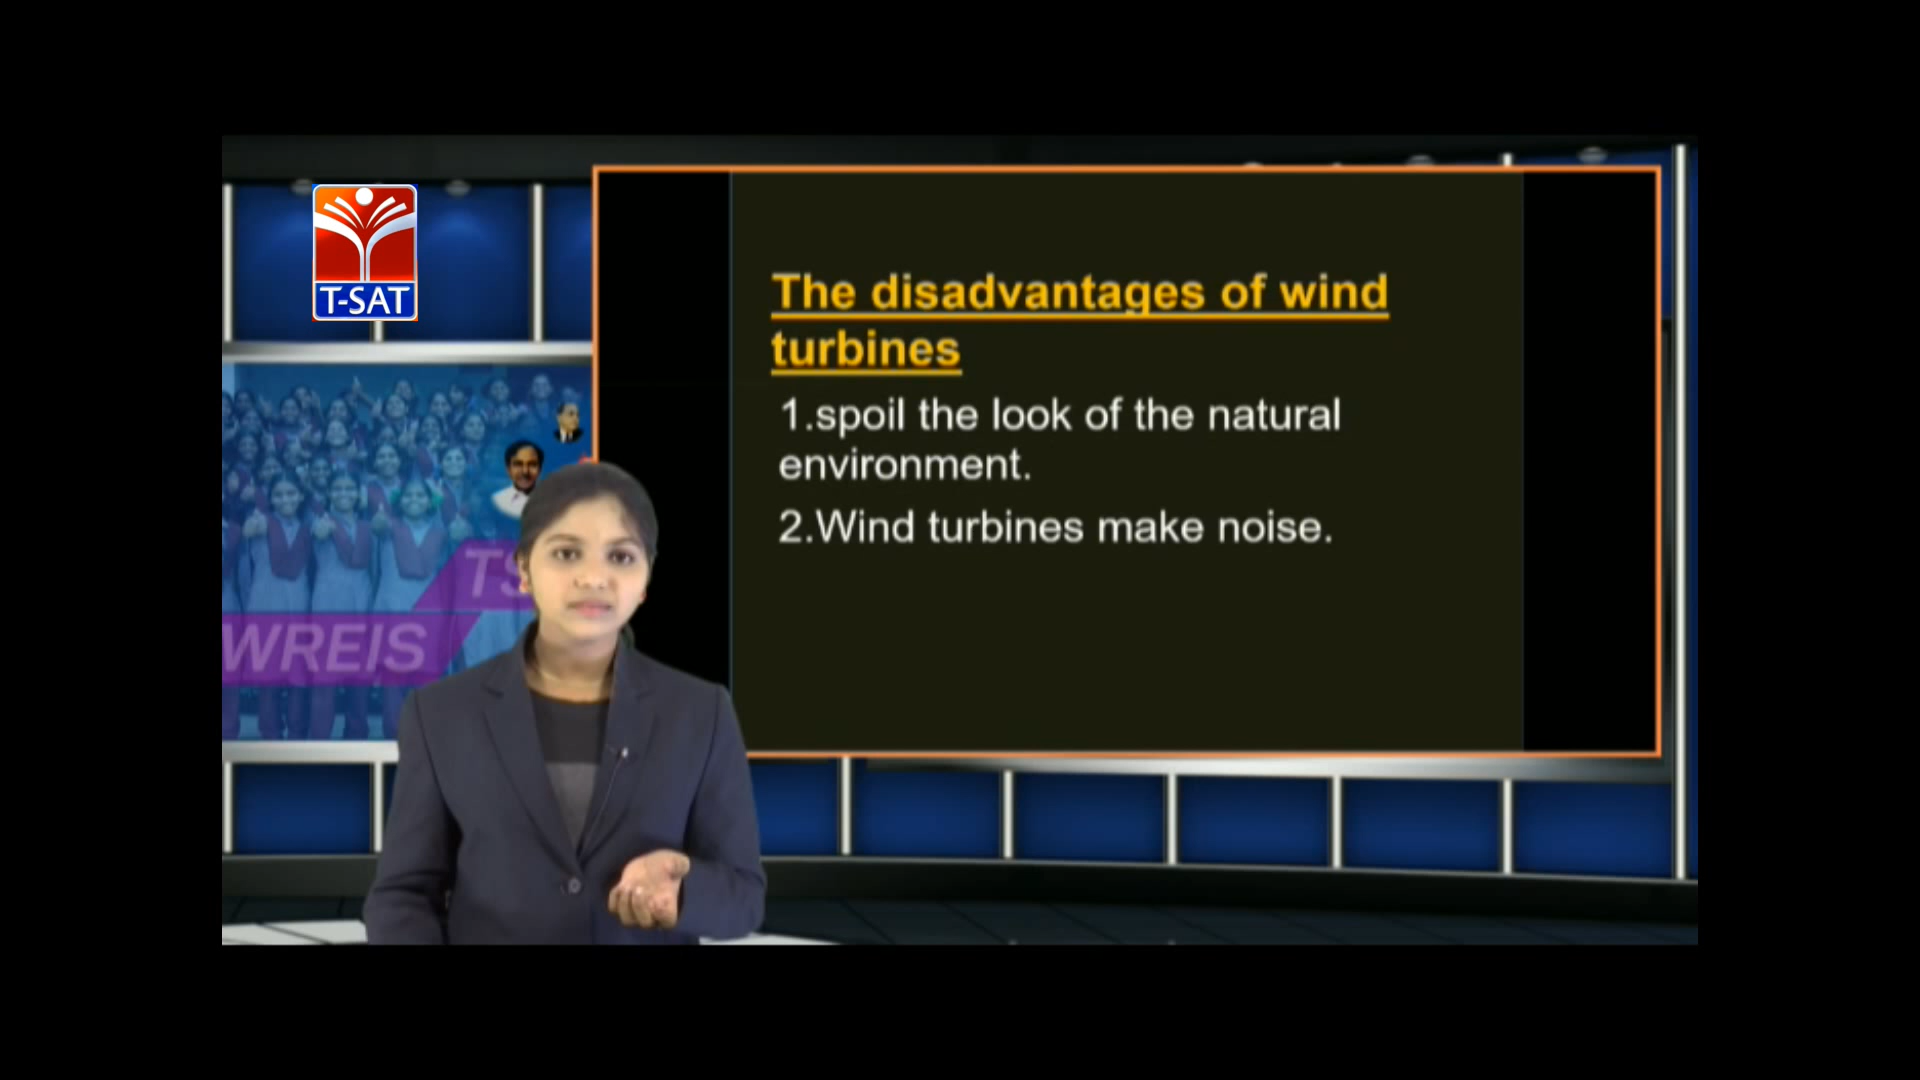 T-SAT
The disadvantages of wind
turbines
1.spoil the look of the natural
environment.
2.Wind turbines make noise.
TS
WREIS